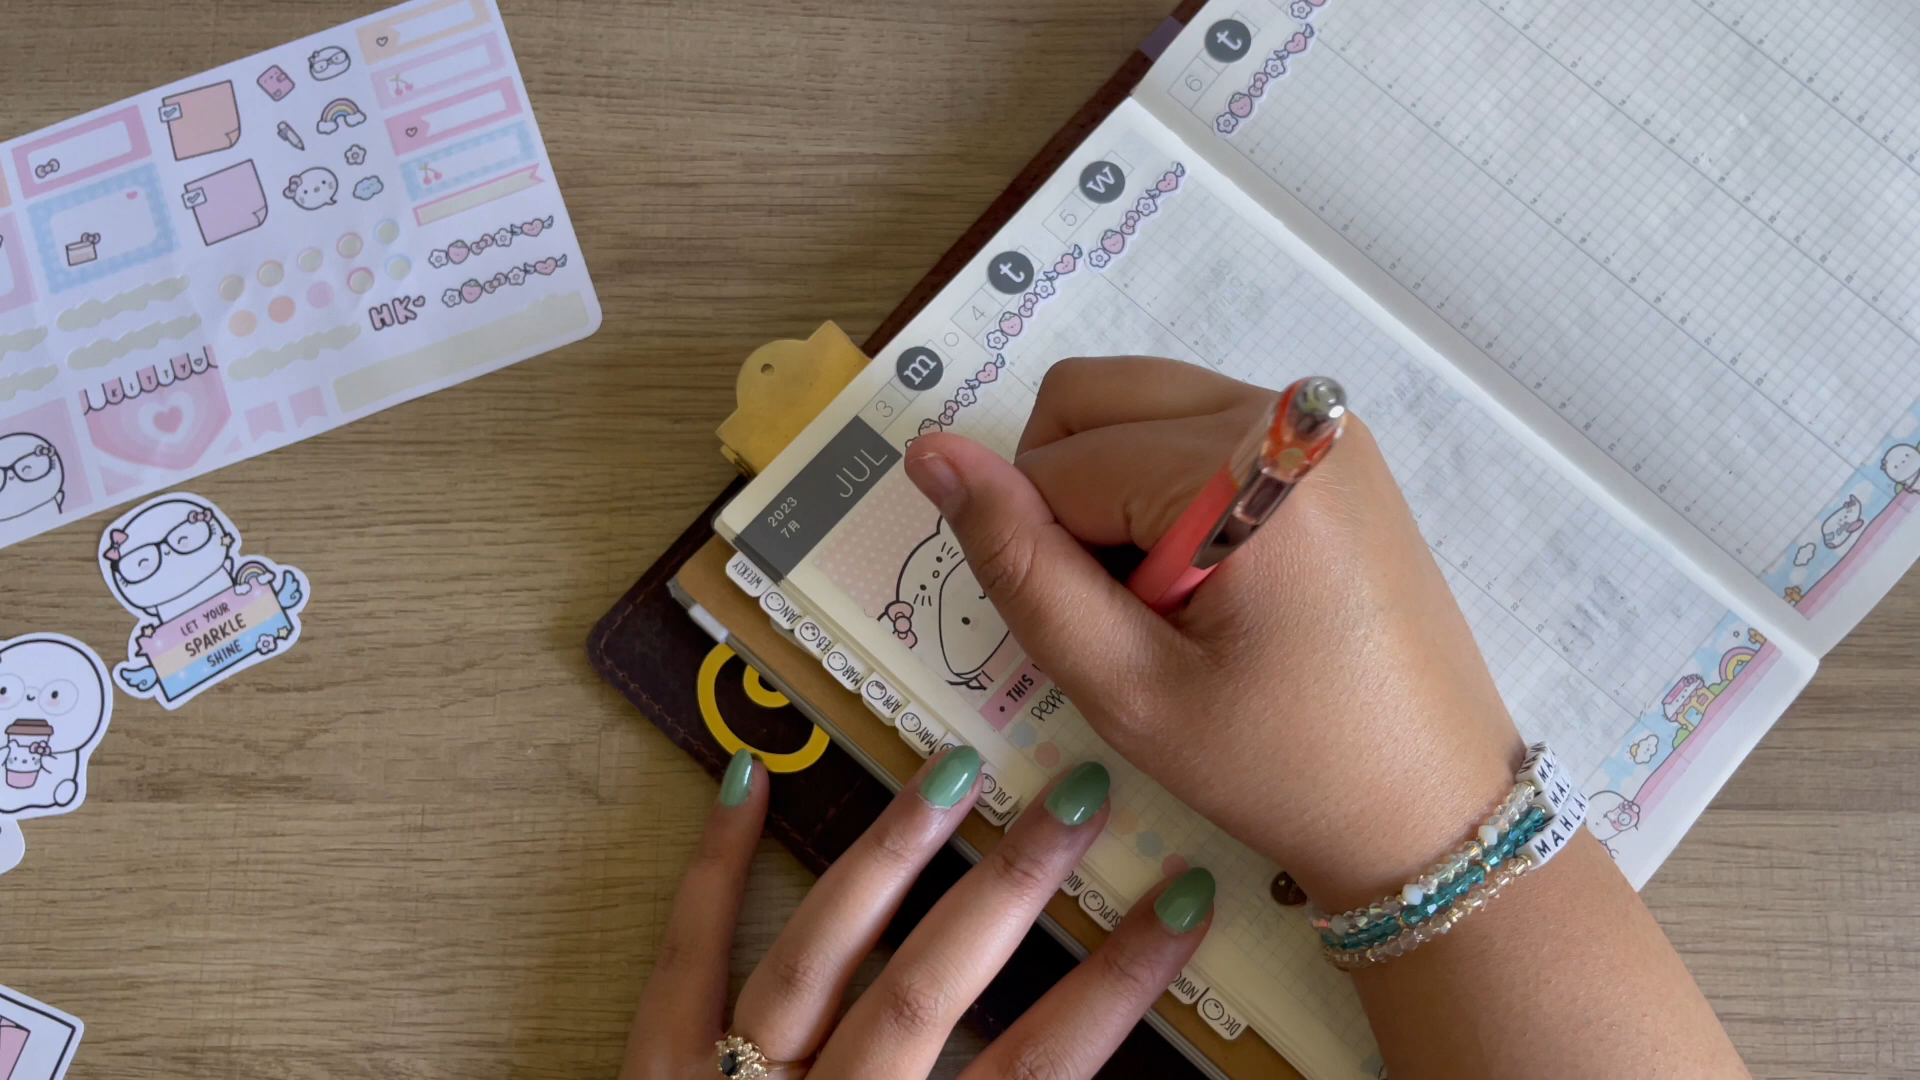 HK
KITTY
LET YOUR
SPARKLE
SHINE
t
6
w
5
t
4
m
3
JUL
2023
7月
THIS
WEEKLY
JAN
FEB
MAR
APR
MAY
JUL
AUG
SEPT
NOV
DEC
MAHLA